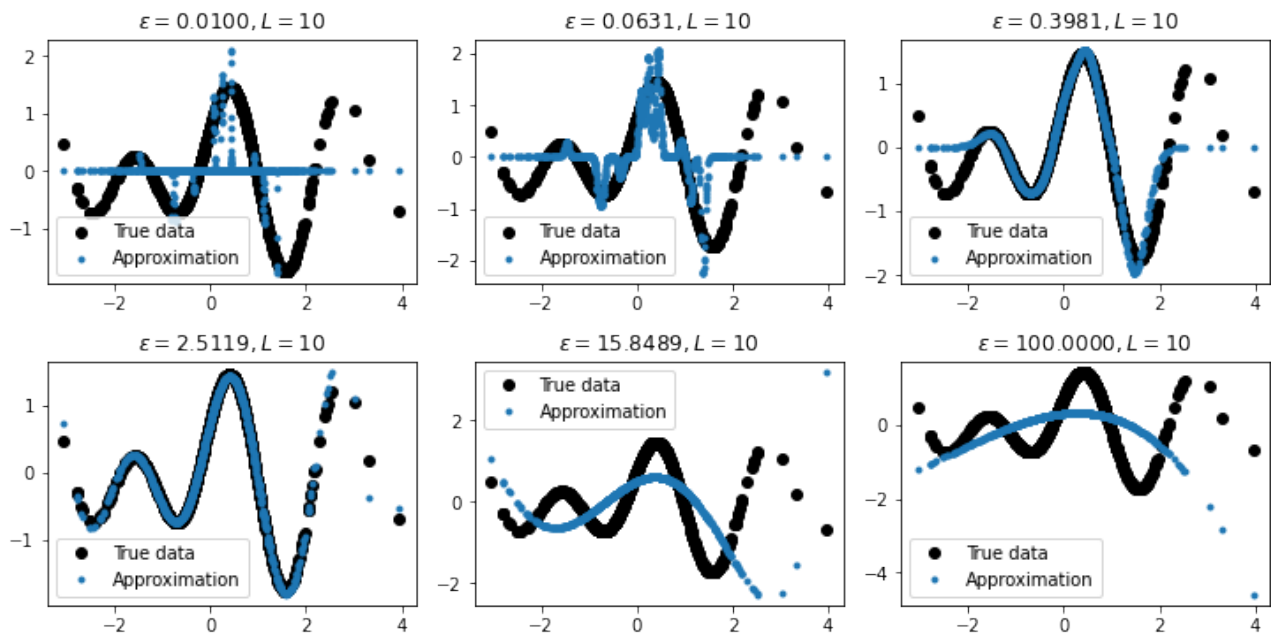 ε = 0.0100, L = 10
2
1
0
−1
−2 0 2 4
True data
Approximation
ε = 0.0631, L = 10
2
1
0
−1
−2
−2 0 2 4
True data
Approximation
ε = 0.3981, L = 10
1
0
−1
−2
−2 0 2 4
True data
Approximation
ε = 2.5119, L = 10
1
0
−1
−2 0 2 4
True data
Approximation
ε = 15.8489, L = 10
2
0
−2
−2 0 2 4
True data
Approximation
ε = 100.0000, L = 10
0
−2
−4
−2 0 2 4
True data
Approximation